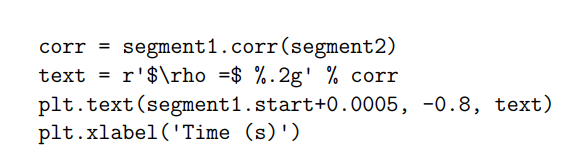 corr = segment1.corr(segment2)
text = r'$\rho =$ %.2g' % corr
plt.text(segment1.start+0.0005, -0.8, text)
plt.xlabel('Time (s)')